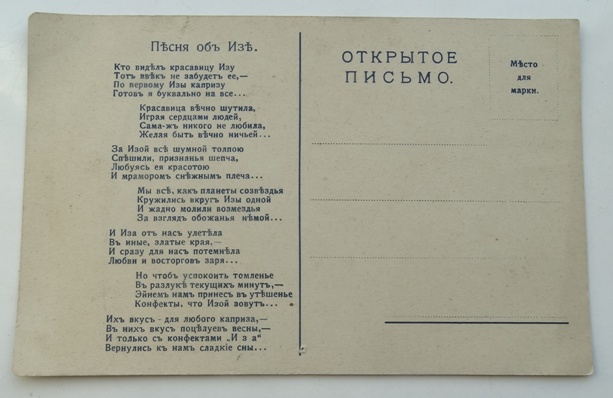 Пѣсня объ Изѣ.
Кто видѣлъ красавицу Изу
Тотъ ввѣкъ не забудетъ ее,—
По первому Изы капризу
Готовъ я буквально на все...
Красавица вѣчно шутила,
Играя сердцами людей,
Сама-жъ никого не любила,
Желая быть вѣчно ничьей...
За Изой всѣ шумной толпою
Спѣшили, признанья шепча,
Любуясь ея красотою
И мраморомъ снѣжнымъ плеча...
Мы всѣ, какъ планеты созвѣздья
Кружились вкругъ Изы одной
И жадно молили возмездья
За взглядъ обожанья нѣмой...
И Иза отъ насъ улетѣла
Въ иные, златые края,—
И сразу для насъ потемнѣла
Любви и восторговъ заря...
Но чтобъ успокоить томленье
Въ разлукѣ текущихъ минутъ,—
Эйнемъ намъ принесъ въ утѣшенье
Конфекты, что Изой зовутъ...
Ихъ вкусъ - для любого каприза,—
Въ нихъ вкусъ поцѣлуевъ весны,—
И только съ конфектами „Иза"
Вернулись къ намъ сладкіе сны...
ОТКРЫТОЕ
ПИСЬМО.
Мѣсто
для
марки.